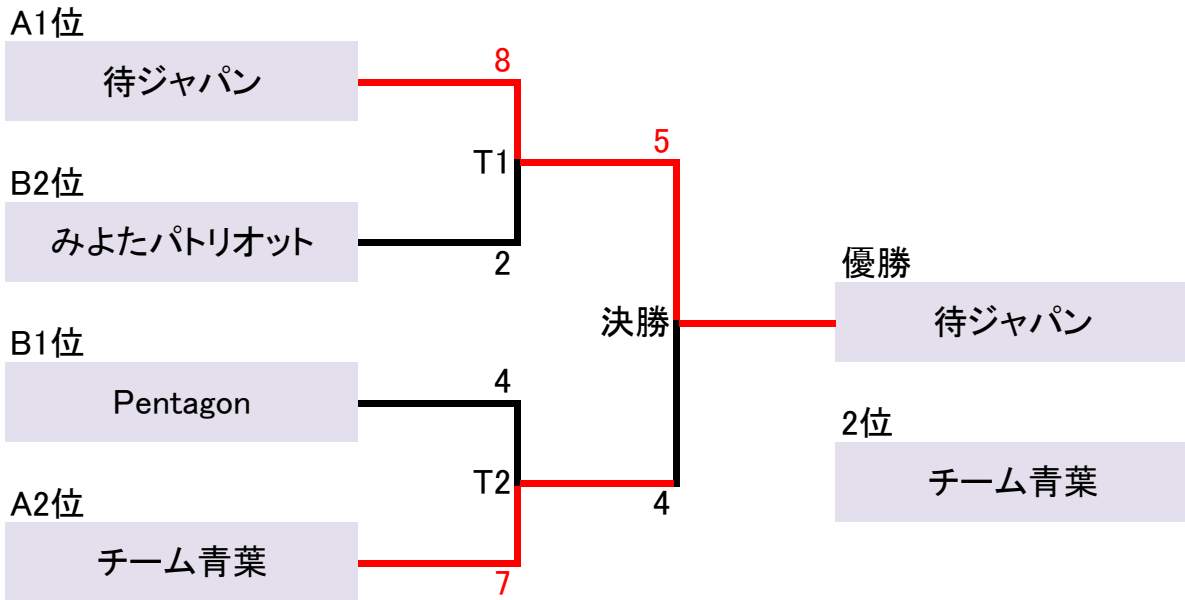 A1位
待ジャパン
8
T1
5
B2位
みよたパトリオット
2
優勝
待ジャパン
決勝
B1位
Pentagon
4
2位
チーム青葉
T2
4
A2位
チーム青葉
7